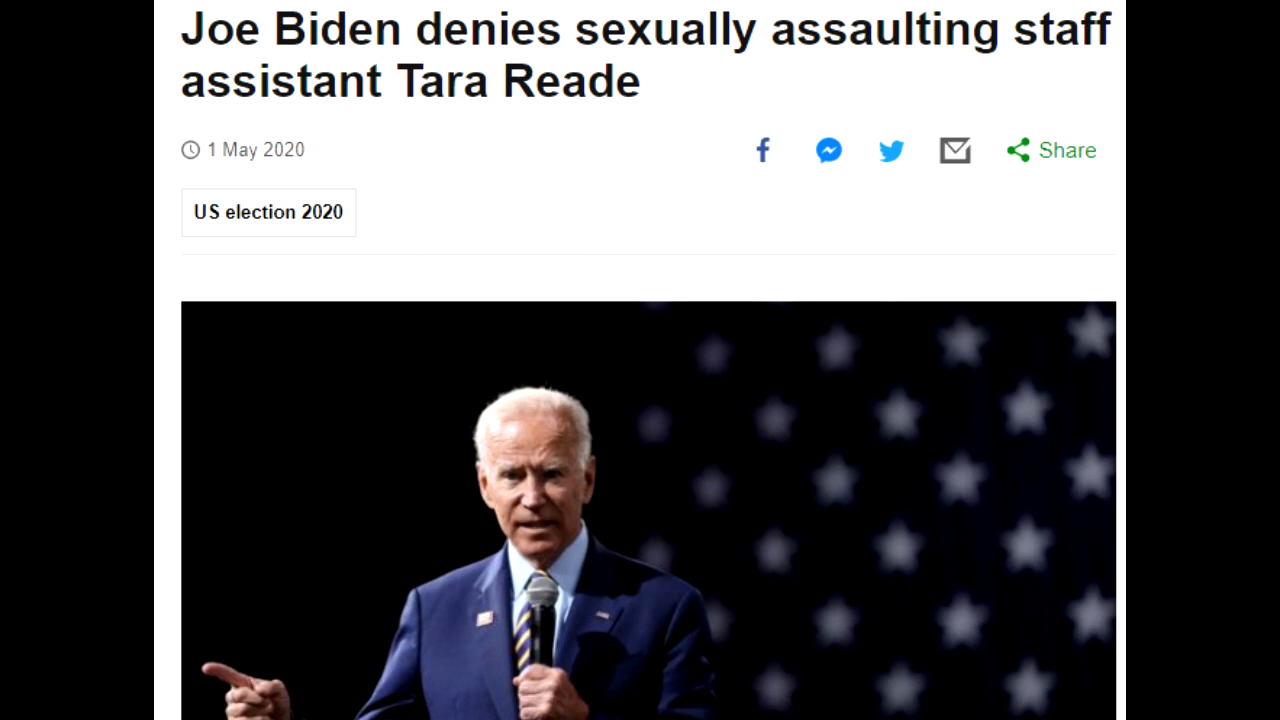 Joe Biden denies sexually assaulting staff
assistant Tara Reade
1 May 2020
Share
US election 2020